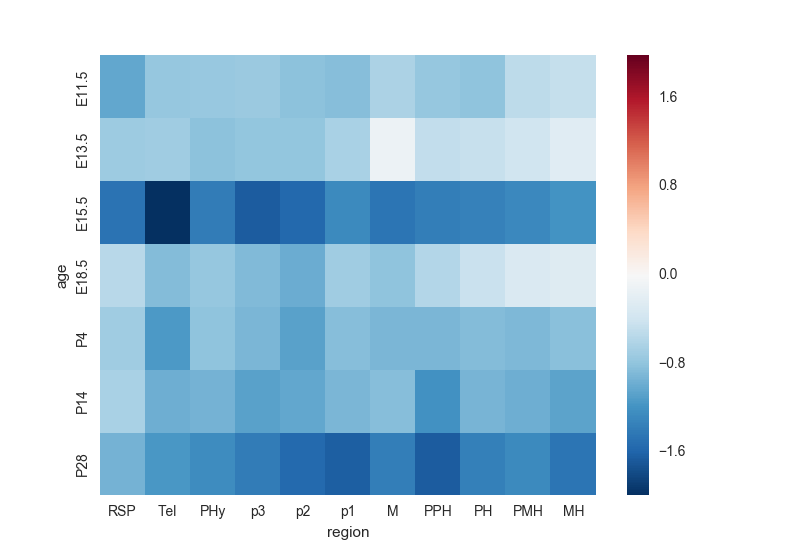 E11.5
E13.5
E15.5
E18.5
P4
P14
P28
age
RSP Tel PHy p3 p2 p1 M PPH PH PMH MH
region
1.6
0.8
0.0
−0.8
−1.6